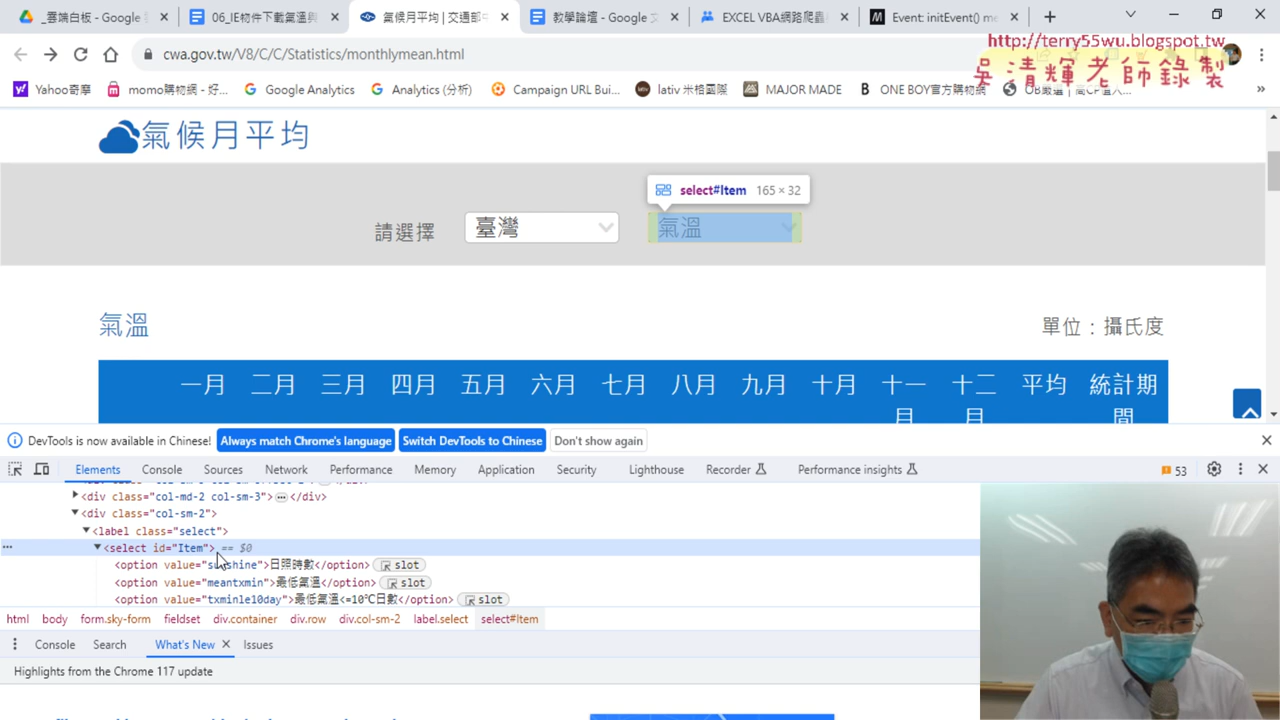 _雲端白板 - Google
06_IE物件下載氣溫與
氣候月平均 | 交通部中
教學論壇 - Google
EXCEL VBA網路爬蟲
Event: initEvent() me
cwa.gov.tw/V8/C/C/Statistics/monthlymean.html
http://terry55wu.blogspot.tw
吳清輝老師錄製
Yahoo奇摩
momo購物網 - 好...
Google Analytics
Analytics (分析)
Campaign URL Bui...
lativ 米格國際
MAJOR MADE
ONE BOY官方購物網
氣候月平均
select#Item 165 × 32
請選擇
臺灣
氣溫
氣溫
單位：攝氏度
一月 二月 三月 四月 五月 六月 七月 八月 九月 十月 十一月 十二月 平均 統計期間
DevTools is now available in Chinese!
Always match Chrome's language
Switch DevTools to Chinese
Don't show again
Elements Console Sources Network Performance Memory Application Security Lighthouse Recorder Performance insights
53
<div class="col-md-2 col-sm-3"> ⋯ </div>
<div class="col-sm-2">
<label class="select">
<select id="Item"> == $0
<option value="sunshine">日照時數</option> slot
<option value="meantxmin">最低氣溫</option> slot
<option value="txminle10day">最低氣溫<=10℃日數</option> slot
html body form.sky-form fieldset div.container div.row div.col-sm-2 label.select select#Item
Console Search What's New Issues
Highlights from the Chrome 117 update